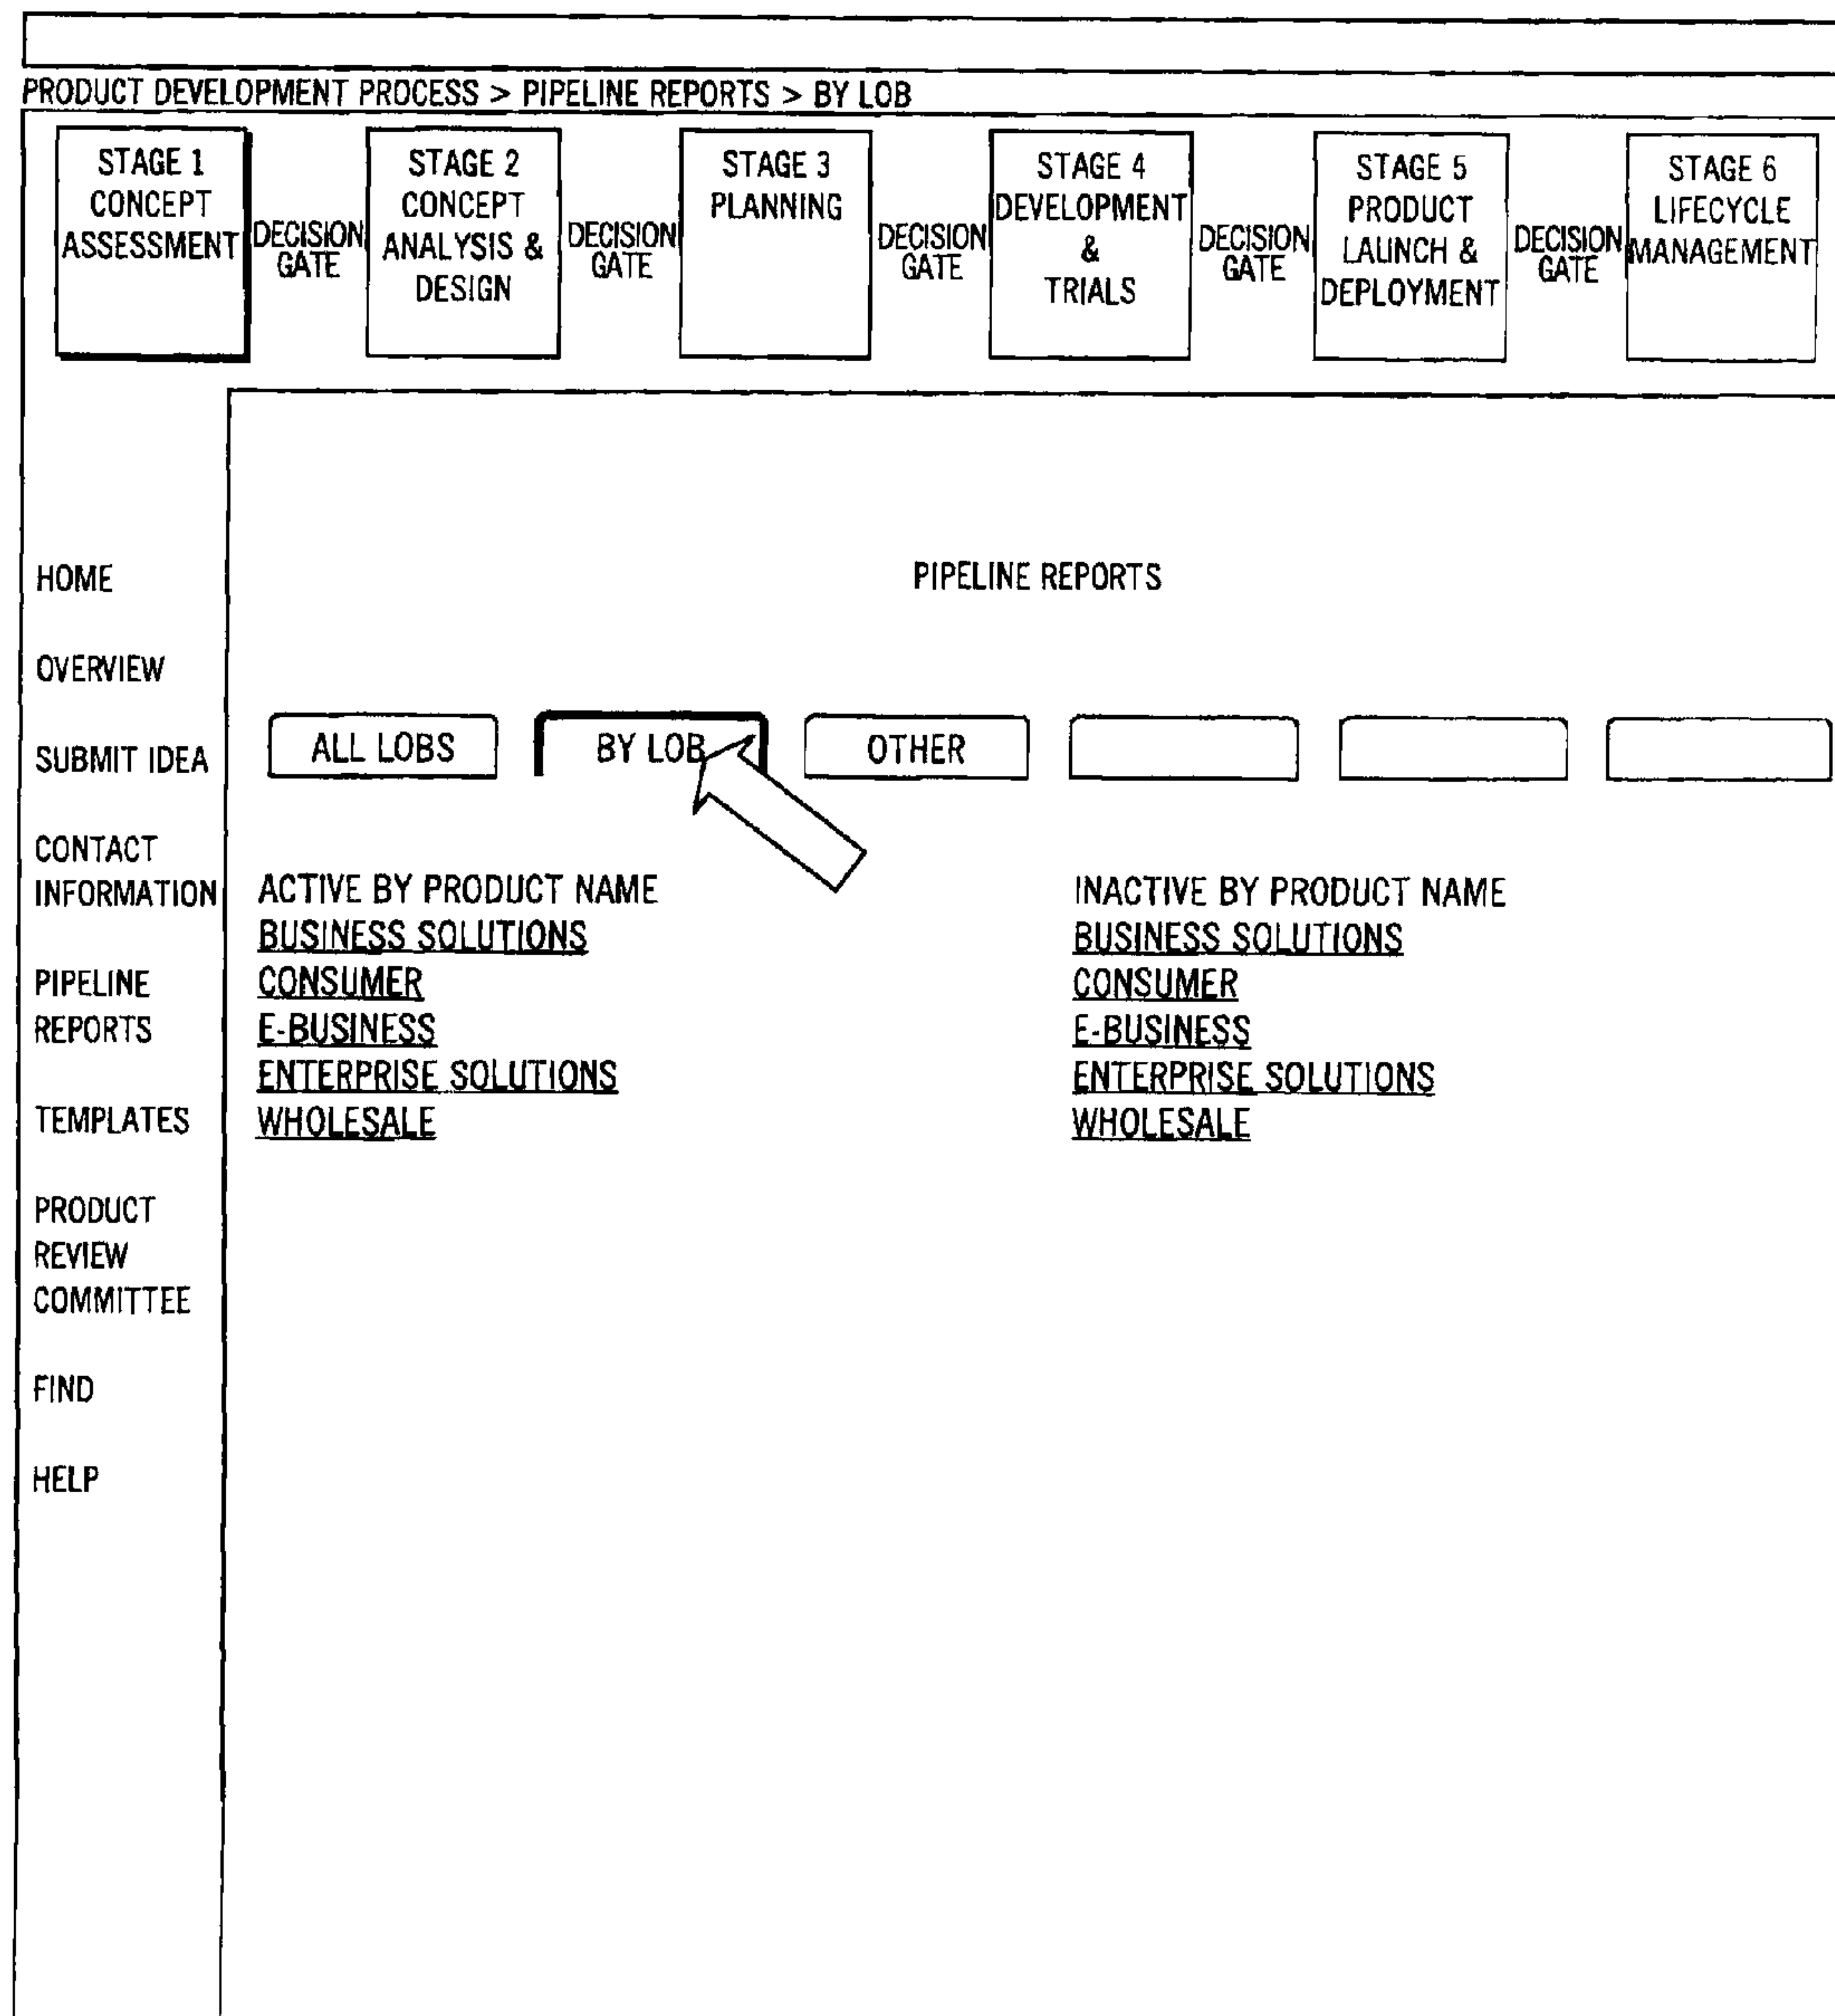 PRODUCT DEVELOPMENT PROCESS > PIPELINE REPORTS > BY LOB
STAGE 1
CONCEPT
ASSESSMENT
DECISION
GATE
STAGE 2
CONCEPT
ANALYSIS &
DESIGN
DECISION
GATE
STAGE 3
PLANNING
DECISION
GATE
STAGE 4
DEVELOPMENT
&
TRIALS
DECISION
GATE
STAGE 5
PRODUCT
LAUNCH &
DEPLOYMENT
DECISION
GATE
STAGE 6
LIFECYCLE
MANAGEMENT
HOME
OVERVIEW
SUBMIT IDEA
CONTACT
INFORMATION
PIPELINE
REPORTS
TEMPLATES
PRODUCT
REVIEW
COMMITTEE
FIND
HELP
PIPELINE REPORTS
ALL LOBS
BY LOB
OTHER
ACTIVE BY PRODUCT NAME
BUSINESS SOLUTIONS
CONSUMER
E-BUSINESS
ENTERPRISE SOLUTIONS
WHOLESALE
INACTIVE BY PRODUCT NAME
BUSINESS SOLUTIONS
CONSUMER
E-BUSINESS
ENTERPRISE SOLUTIONS
WHOLESALE